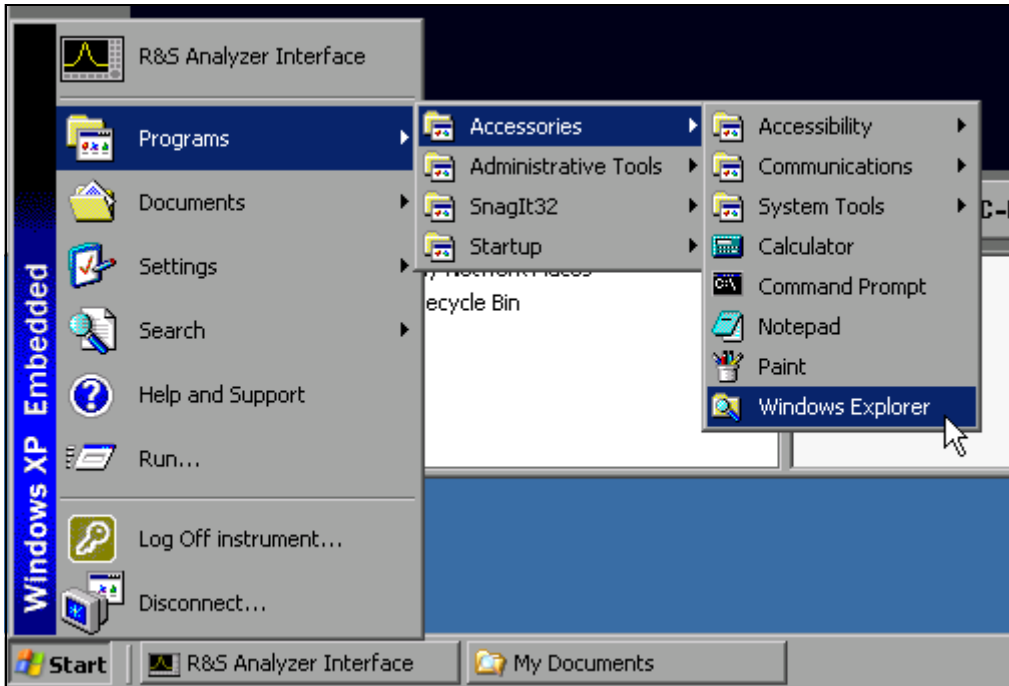 R&S Analyzer Interface
Programs
Documents
Settings
Search
Help and Support
Run...
Log Off instrument...
Disconnect...
Windows XP Embedded
Accessories
Administrative Tools
SnagIt32
Startup
Accessibility
Communications
System Tools
Calculator
Command Prompt
Notepad
Paint
Windows Explorer
ecycle Bin
Start
R&S Analyzer Interface
My Documents